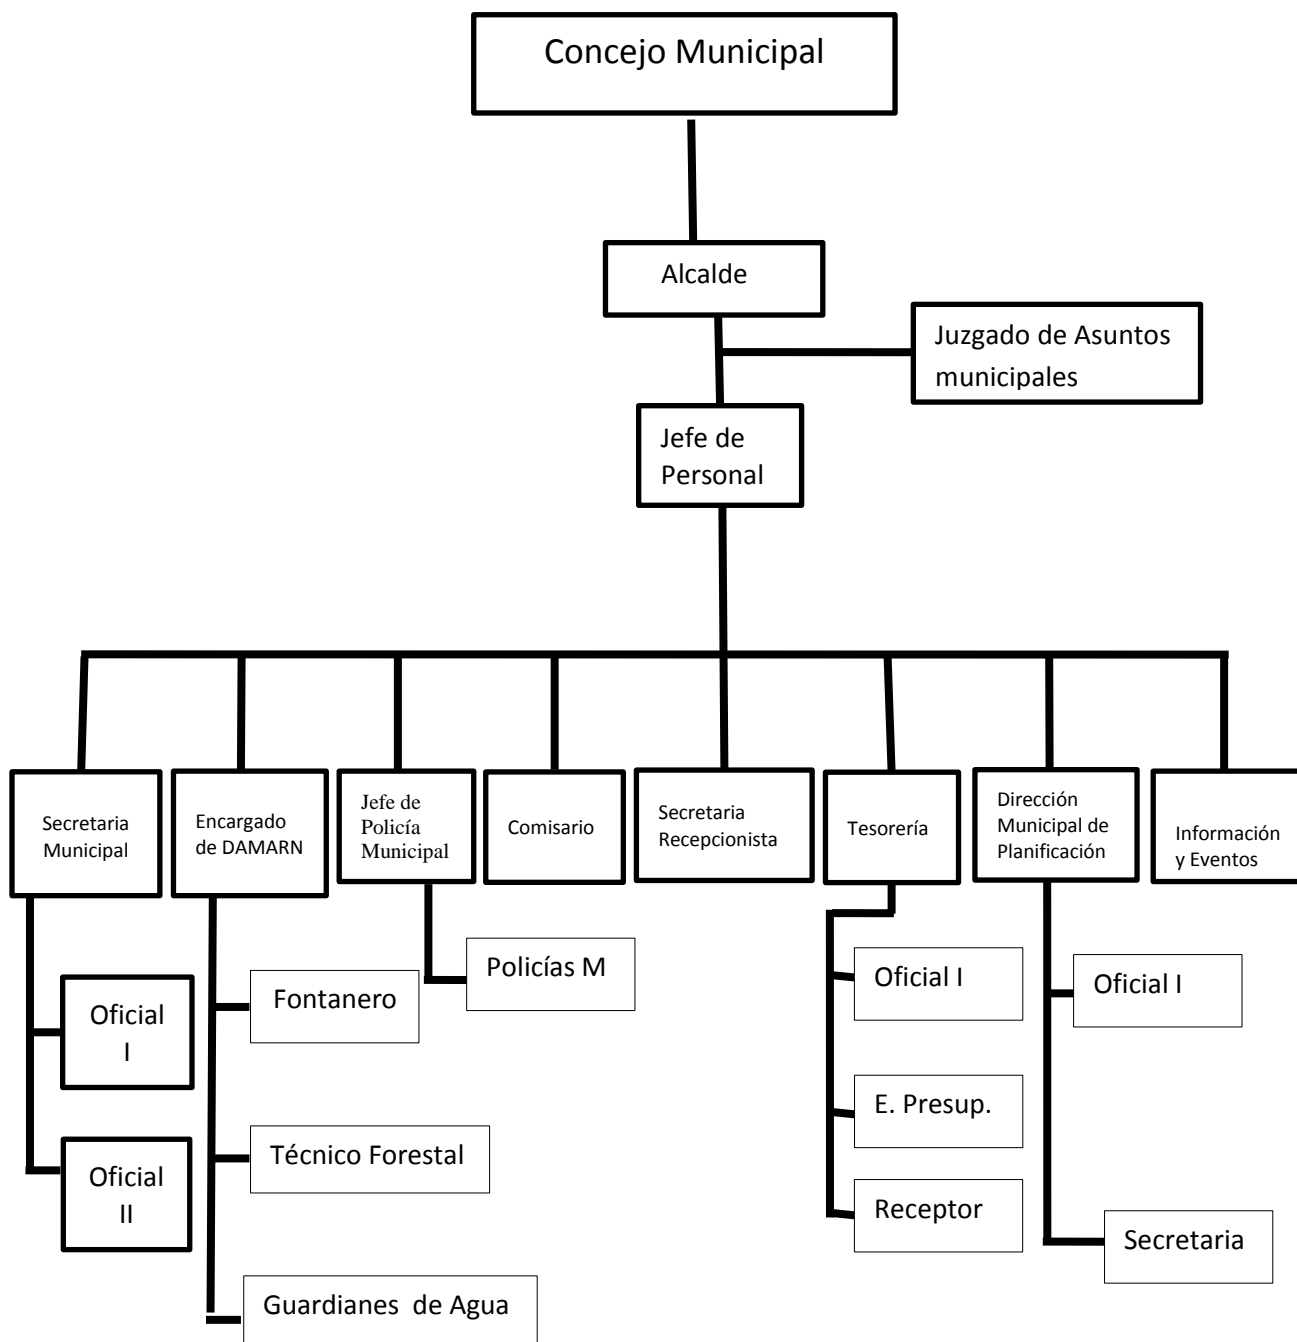 Concejo Municipal
Alcalde
Juzgado de Asuntos
municipales
Jefe de
Personal
Secretaria
Municipal
Encargado
de DAMARN
Jefe de
Policía
Municipal
Comisario
Secretaria
Recepcionista
Tesorería
Dirección
Municipal de
Planificación
Información
y Eventos
Oficial
I
Oficial
II
Fontanero
Técnico Forestal
Guardianes de Agua
Policías M
Oficial I
E. Presup.
Receptor
Oficial I
Secretaria